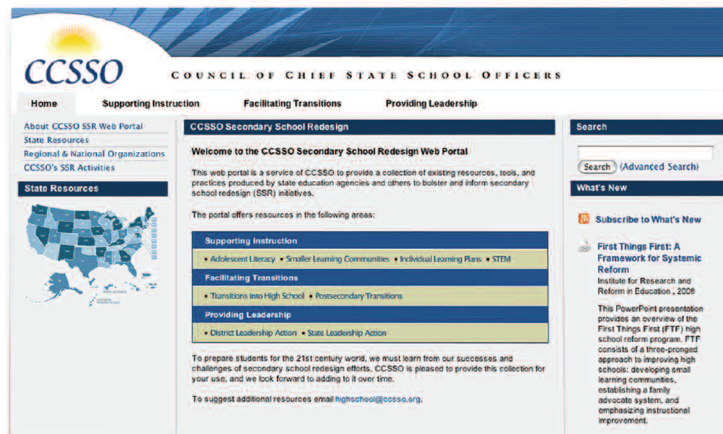 CCSSO
COUNCIL OF CHIEF STATE SCHOOL OFFICERS
Home Supporting Instruction Facilitating Transitions Providing Leadership
About CCSSO SSR Web Portal
State Resources
Regional & National Organizations
CCSSO's SSR Activities
State Resources
CCSSO Secondary School Redesign
Welcome to the CCSSO Secondary School Redesign Web Portal
This web portal is a service of CCSSO to provide a collection of existing resources, tools, and
practices produced by state education agencies and others to bolster and inform secondary
school redesign (SSR) initiatives.
The portal offers resources in the following areas:
Supporting Instruction
• Adolescent Literacy • Smaller Learning Communities • Individual Learning Plans • STEM
Facilitating Transitions
• Transitions into High School • Postsecondary Transitions
Providing Leadership
• District Leadership Action • State Leadership Action
To prepare students for the 21st century world, we must learn from our successes and
challenges of secondary school redesign efforts. CCSSO is pleased to provide this collection for
your use, and we look forward to adding to it over time.
To suggest additional resources email highschool@ccsso.org.
Search
Search (Advanced Search)
What's New
Subscribe to What's New
First Things First: A
Framework for Systemic
Reform
Institute for Research and
Reform in Education , 2008
This PowerPoint presentation
provides an overview of the
First Things First (FTF) high
school reform program. FTF
consists of a three-pronged
approach to improving high
schools: developing small
learning communities,
establishing a family
advocate system, and
emphasizing instructional
improvement.